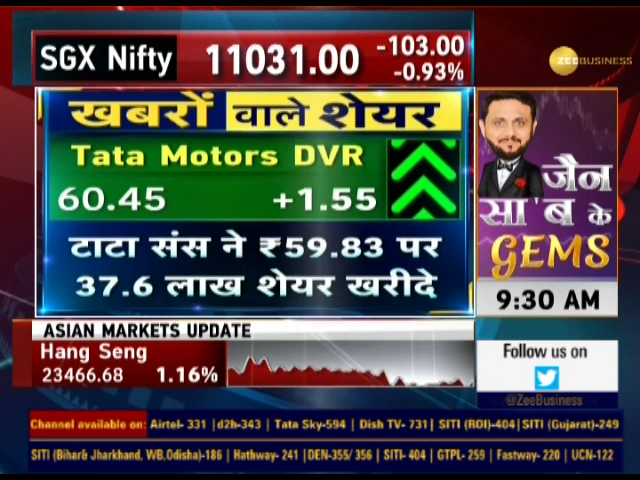 SGX Nifty 11031.00 -103.00 -0.93%
ZEEBUSINESS
खबरों वाले शेयर
Tata Motors DVR
60.45 +1.55
टाटा संस ने ₹59.83 पर
37.6 लाख शेयर खरीदे
जैन
सा'ब के
GEMS
9:30 AM
ASIAN MARKETS UPDATE
Hang Seng
23466.68 1.16%
Follow us on
@ZeeBusiness
Channel available on: Airtel- 331 |d2h-343 | Tata Sky-594 | Dish TV- 731| SITI (ROI)-404|SITI (Gujarat)-249
SITI (Bihar& Jharkhand, WB,Odisha)-186 | Hathway- 241 |DEN-355/ 356 | SITI- 404 | GTPL- 259 | Fastway- 220 | UCN-122